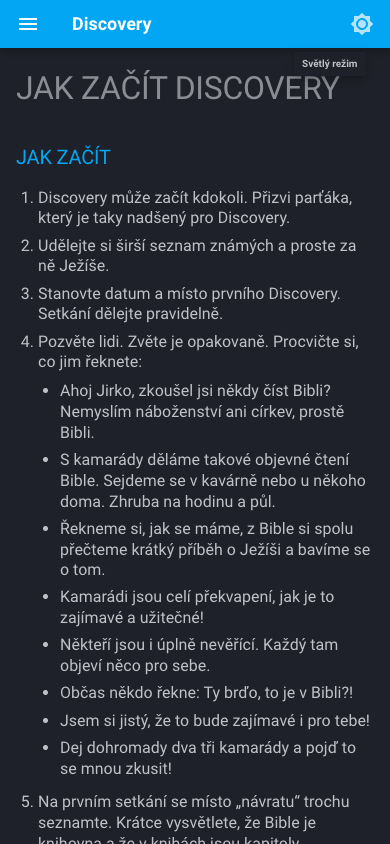 Discovery
Světlý režim
JAK ZAČÍT DISCOVERY
JAK ZAČÍT
1. Discovery může začít kdokoli. Přizvi parťáka,
který je taky nadšený pro Discovery.
2. Udělejte si širší seznam známých a proste za
ně Ježíše.
3. Stanovte datum a místo prvního Discovery.
Setkání dělejte pravidelně.
4. Pozvěte lidi. Zvěte je opakovaně. Procvičte si,
co jim řeknete:
• Ahoj Jirko, zkoušel jsi někdy číst Bibli?
Nemyslím náboženství ani církev, prostě
Bibli.
• S kamarády děláme takové objevné čtení
Bible. Sejdeme se v kavárně nebo u někoho
doma. Zhruba na hodinu a půl.
• Řekneme si, jak se máme, z Bible si spolu
přečteme krátký příběh o Ježíši a bavíme se
o tom.
• Kamarádi jsou celí překvapení, jak je to
zajímavé a užitečné!
• Někteří jsou i úplně nevěřící. Každý tam
objeví něco pro sebe.
• Občas někdo řekne: Ty brďo, to je v Bibli?!
• Jsem si jistý, že to bude zajímavé i pro tebe!
• Dej dohromady dva tři kamarády a pojď to
se mnou zkusit!
5. Na prvním setkání se místo „návratu“ trochu
seznamte. Krátce vysvětlete, že Bible je
knihovna a že v knihách jsou kapitoly